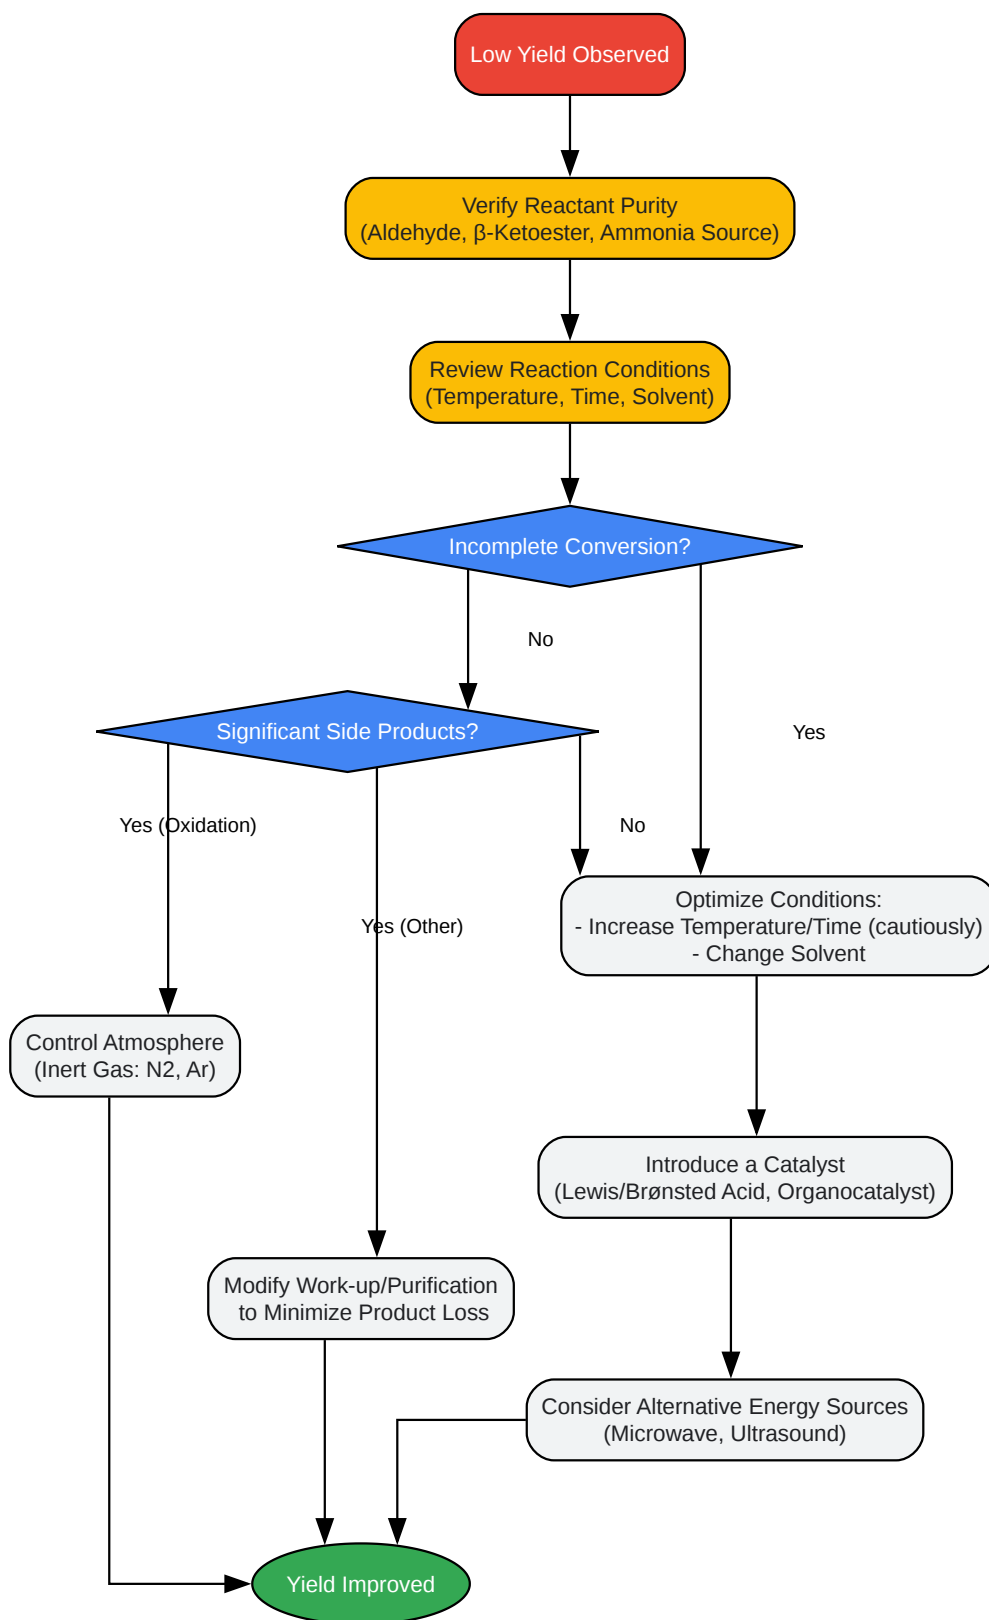 Low Yield Observed
Verify Reactant Purity
(Aldehyde, β-Ketoester, Ammonia Source)
Review Reaction Conditions
(Temperature, Time, Solvent)
Incomplete Conversion?
No
Significant Side Products?
Yes
Yes (Oxidation)
No
Optimize Conditions:
- Increase Temperature/Time (cautiously)
- Change Solvent
Yes (Other)
Control Atmosphere
(Inert Gas: N2, Ar)
Introduce a Catalyst
(Lewis/Brønsted Acid, Organocatalyst)
Modify Work-up/Purification
to Minimize Product Loss
Consider Alternative Energy Sources
(Microwave, Ultrasound)
Yield Improved